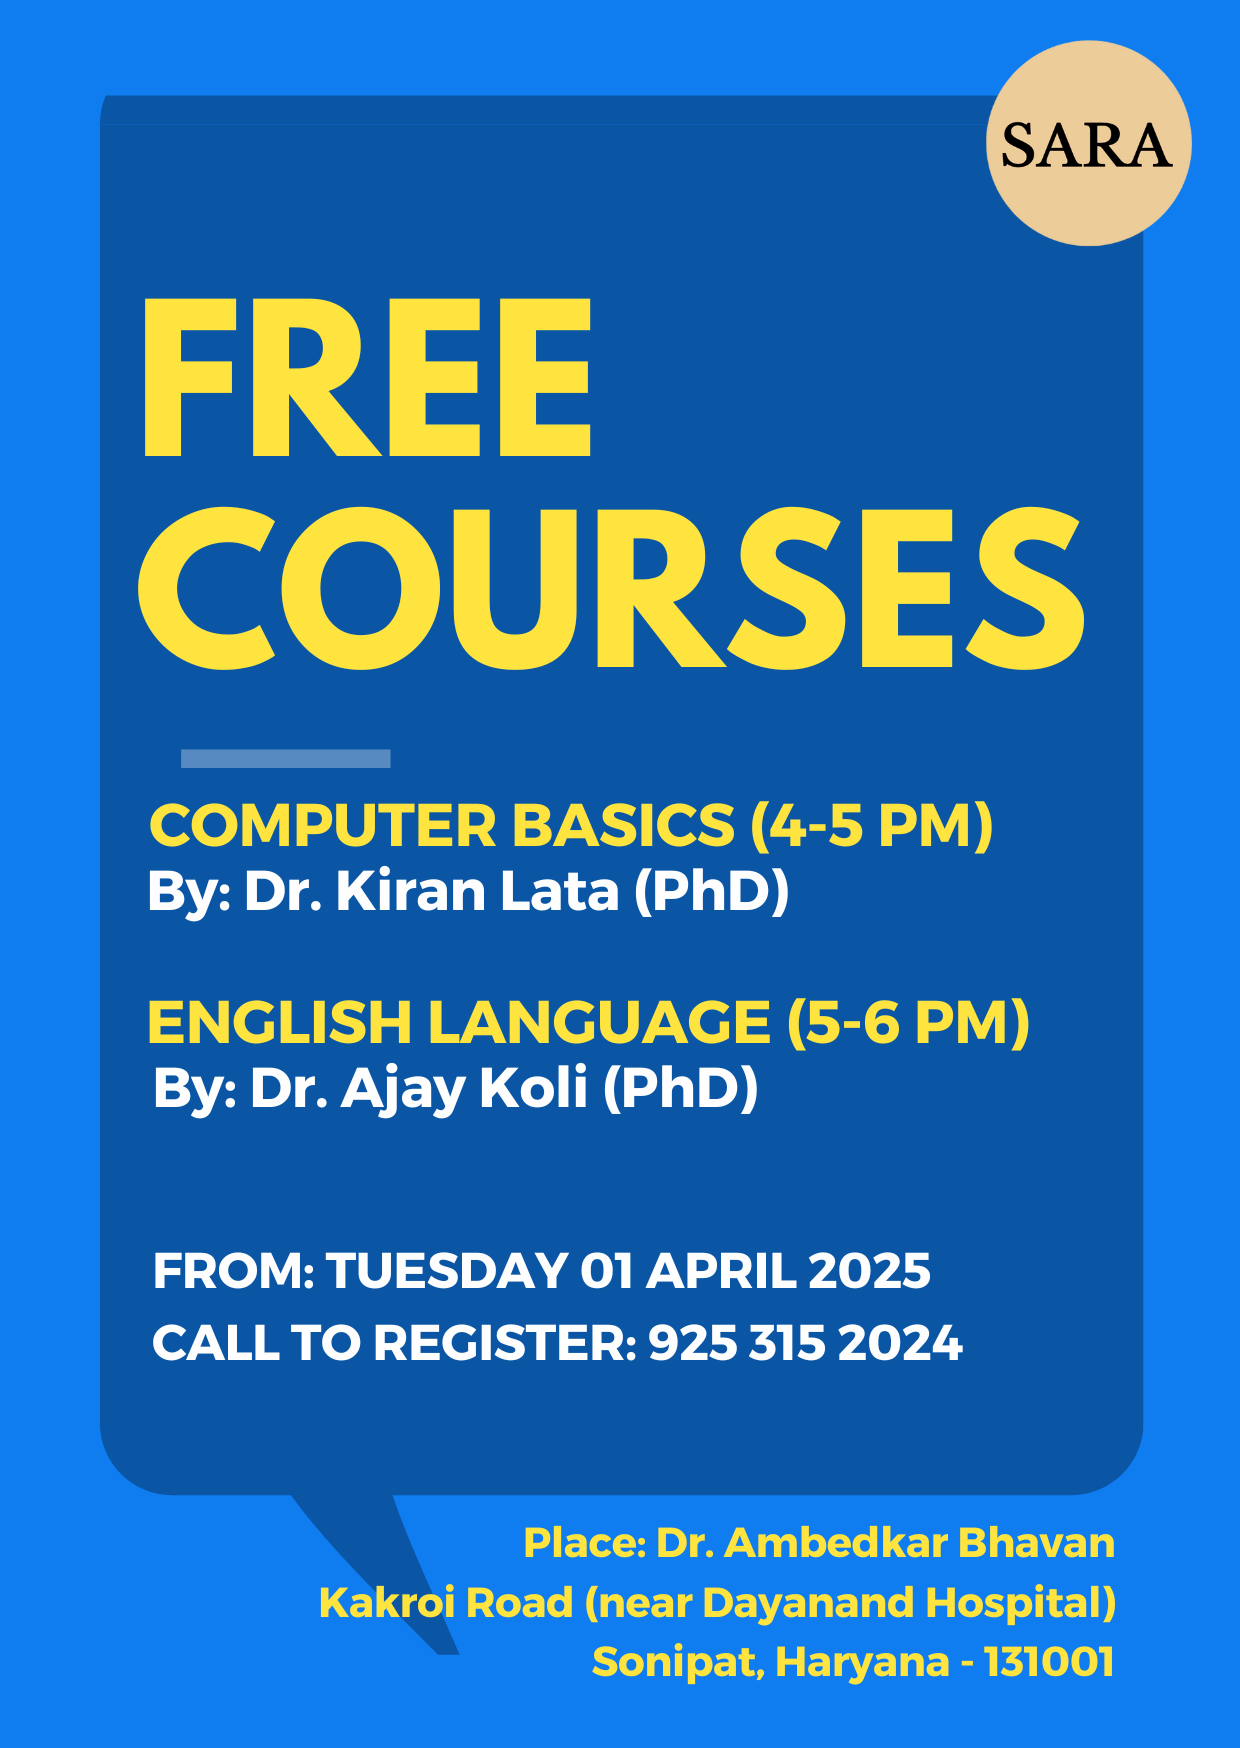 SARA
FREE
COURSES
COMPUTER BASICS (4-5 PM)
By: Dr. Kiran Lata (PhD)
ENGLISH LANGUAGE (5-6 PM)
By: Dr. Ajay Koli (PhD)
FROM: TUESDAY 01 APRIL 2025
CALL TO REGISTER: 925 315 2024
Place: Dr. Ambedkar Bhavan
Kakroi Road (near Dayanand Hospital)
Sonipat, Haryana - 131001